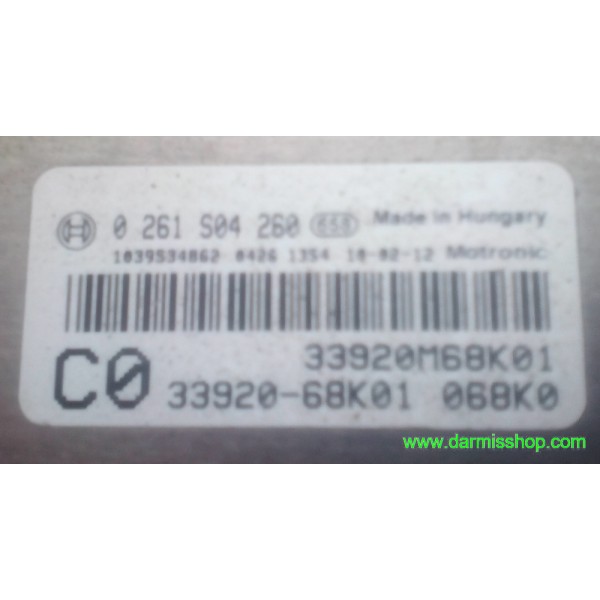 0 261 S04 260 658 Made in Hungary
1039S34862 0426 1354 10-02-12 Motronic
33920M68K01
C0 33920-68K01 068K0
www.darmisshop.com